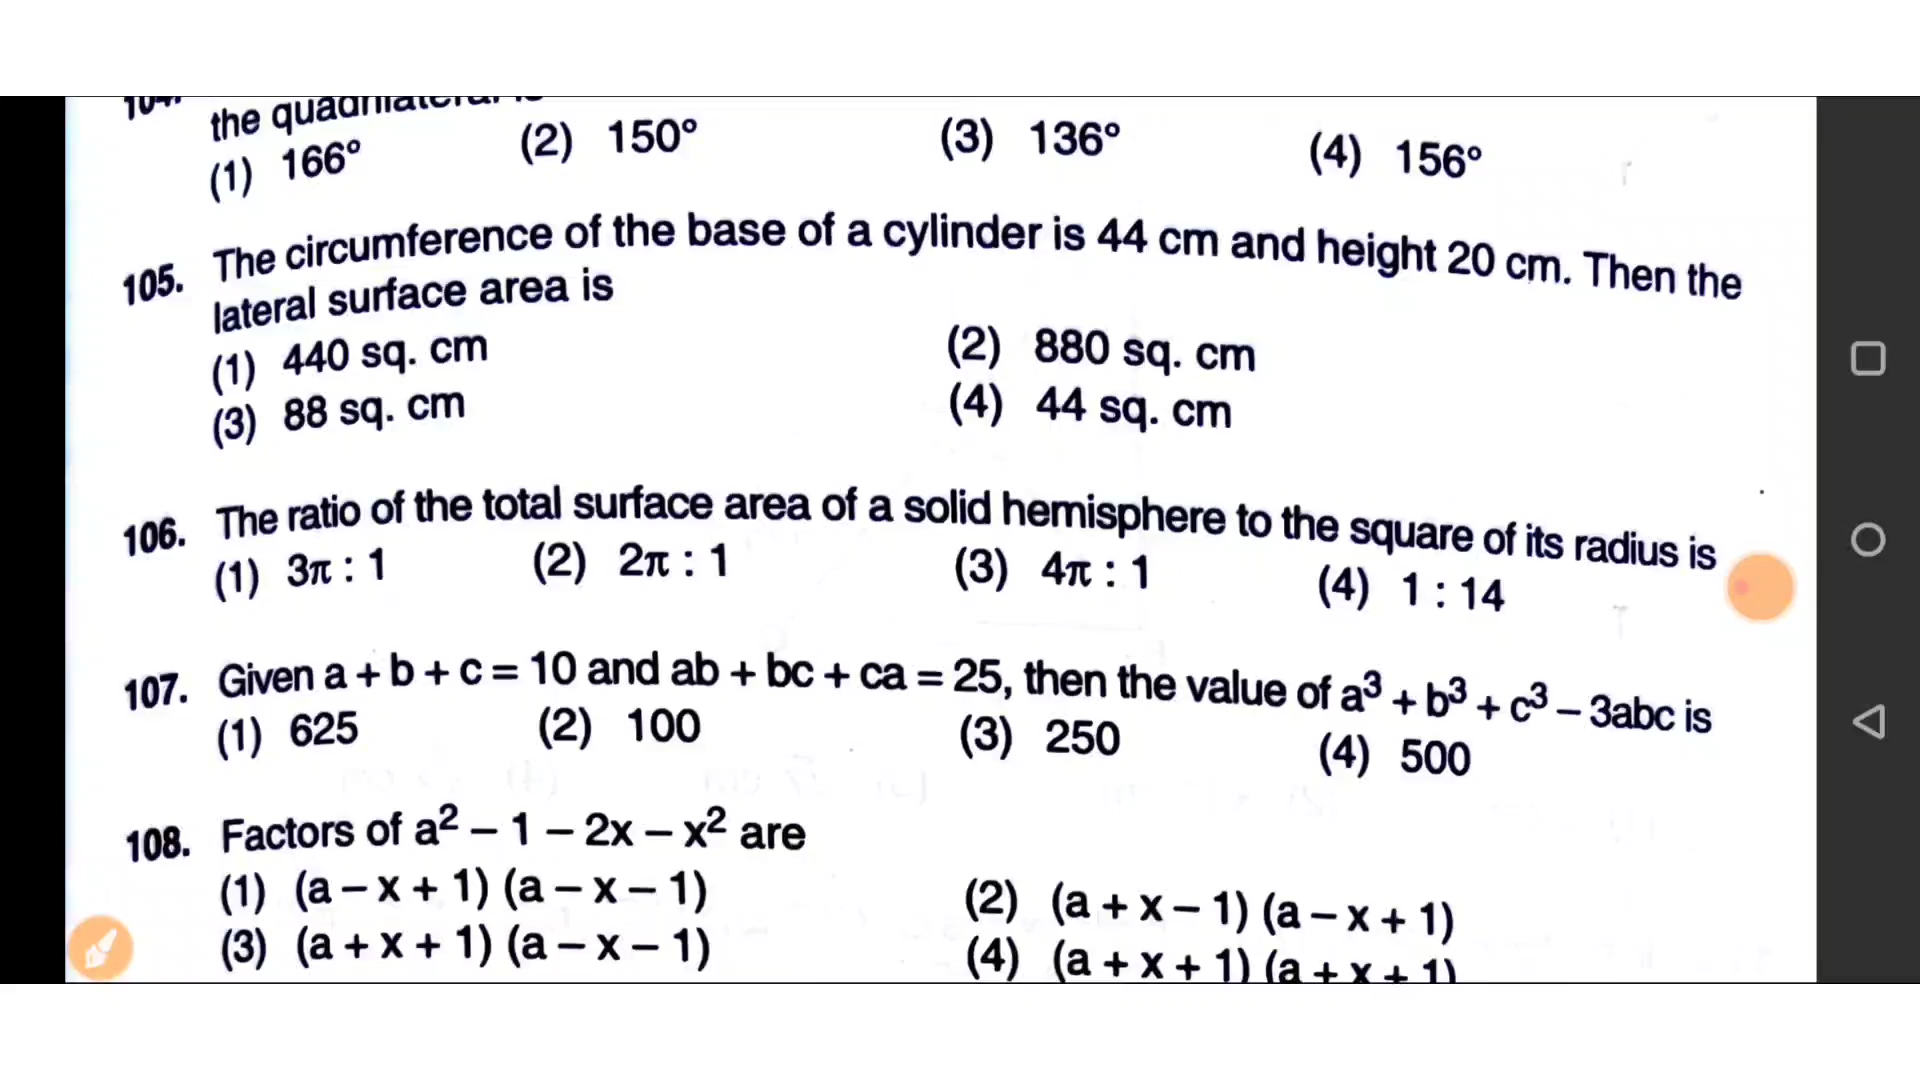 104.
the quadrilateral is
(1) 166° (2) 150° (3) 136° (4) 156°
105. The circumference of the base of a cylinder is 44 cm and height 20 cm. Then the
lateral surface area is
(1) 440 sq. cm (2) 880 sq. cm
(3) 88 sq. cm (4) 44 sq. cm
106. The ratio of the total surface area of a solid hemisphere to the square of its radius is
(1) 3π : 1 (2) 2π : 1 (3) 4π : 1 (4) 1 : 14
107. Given a + b + c = 10 and ab + bc + ca = 25, then the value of a³ + b³ + c³ – 3abc is
(1) 625 (2) 100 (3) 250 (4) 500
108. Factors of a² – 1 – 2x – x² are
(1) (a – x + 1) (a – x – 1) (2) (a + x – 1) (a – x + 1)
(3) (a + x + 1) (a – x – 1) (4) (a + x + 1) (a + x + 1)